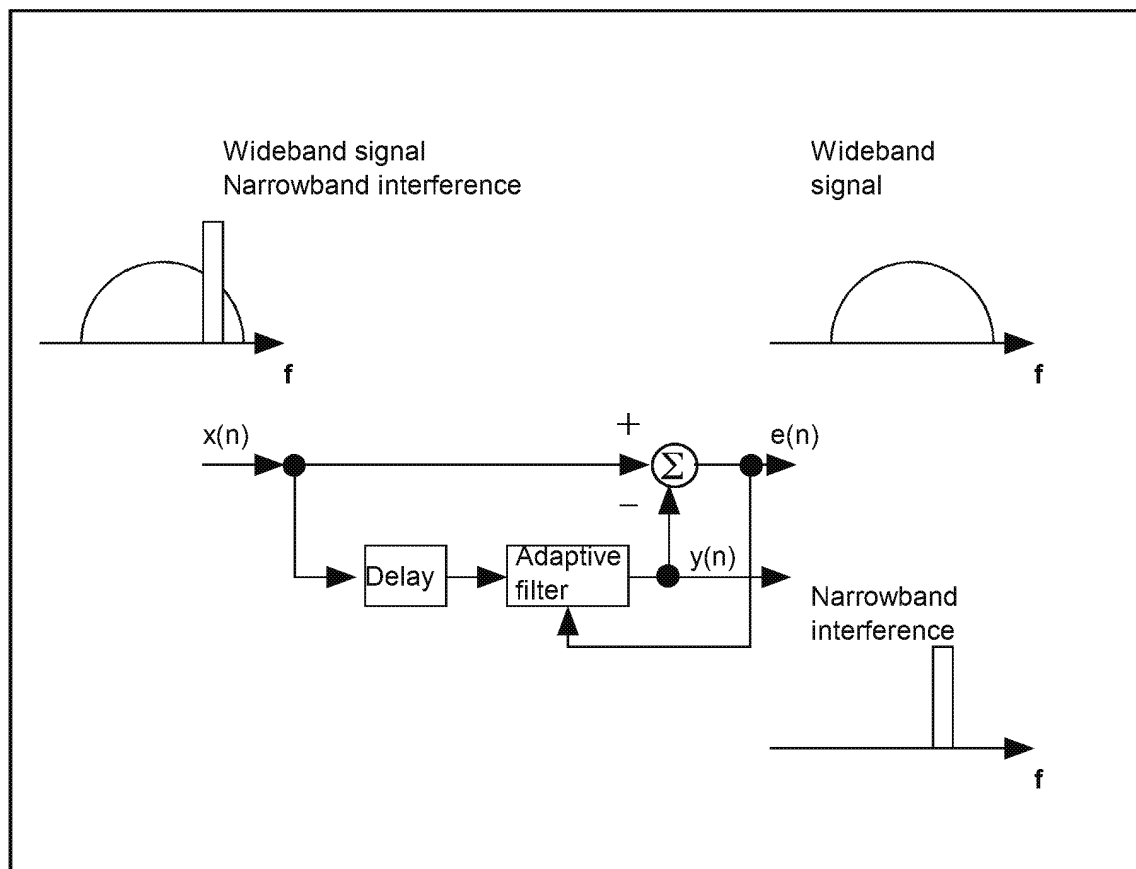 Wideband signal
Narrowband interference
Wideband
signal
f
f
x(n)
+
Σ
e(n)
−
Delay
Adaptive
filter
y(n)
Narrowband
interference
f